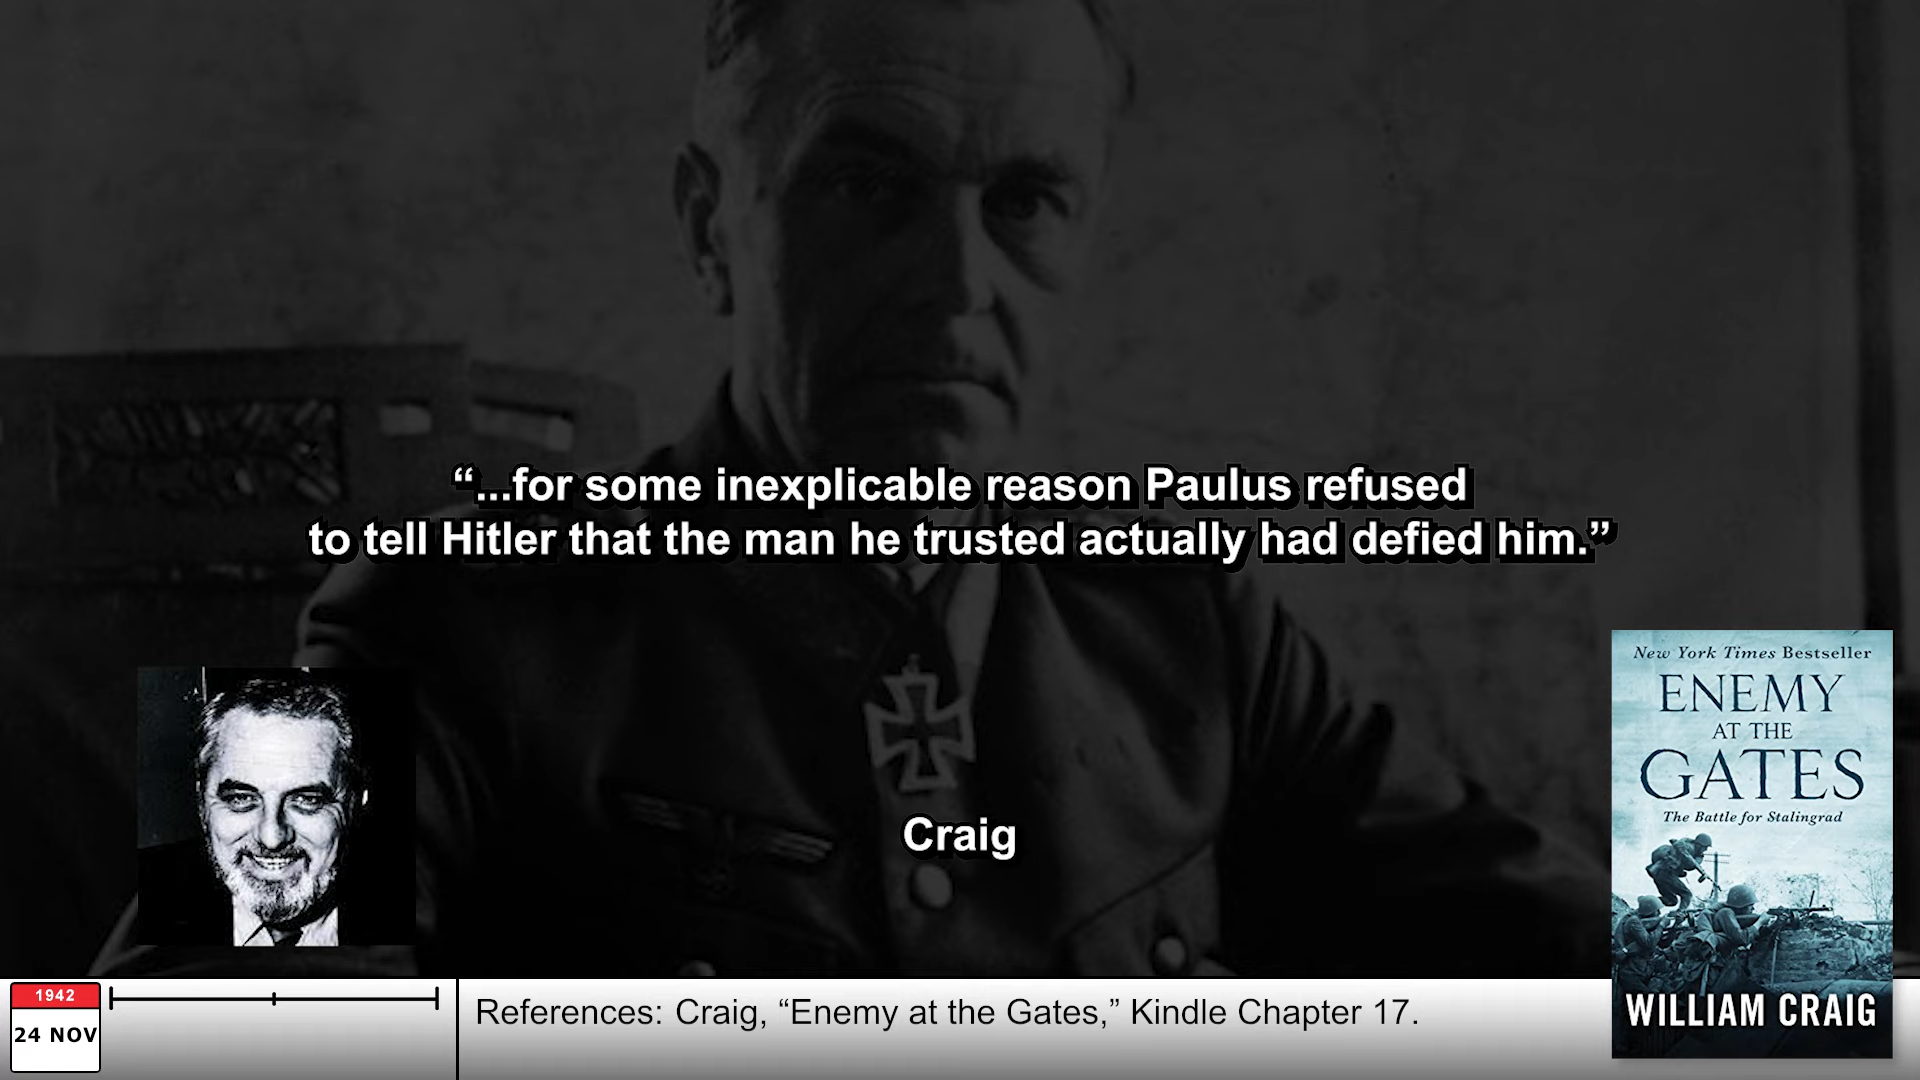 “...for some inexplicable reason Paulus refused
to tell Hitler that the man he trusted actually had defied him.”
Craig
New York Times Bestseller
ENEMY
AT THE
GATES
The Battle for Stalingrad
WILLIAM CRAIG
1942
24 NOV
References: Craig, “Enemy at the Gates,” Kindle Chapter 17.